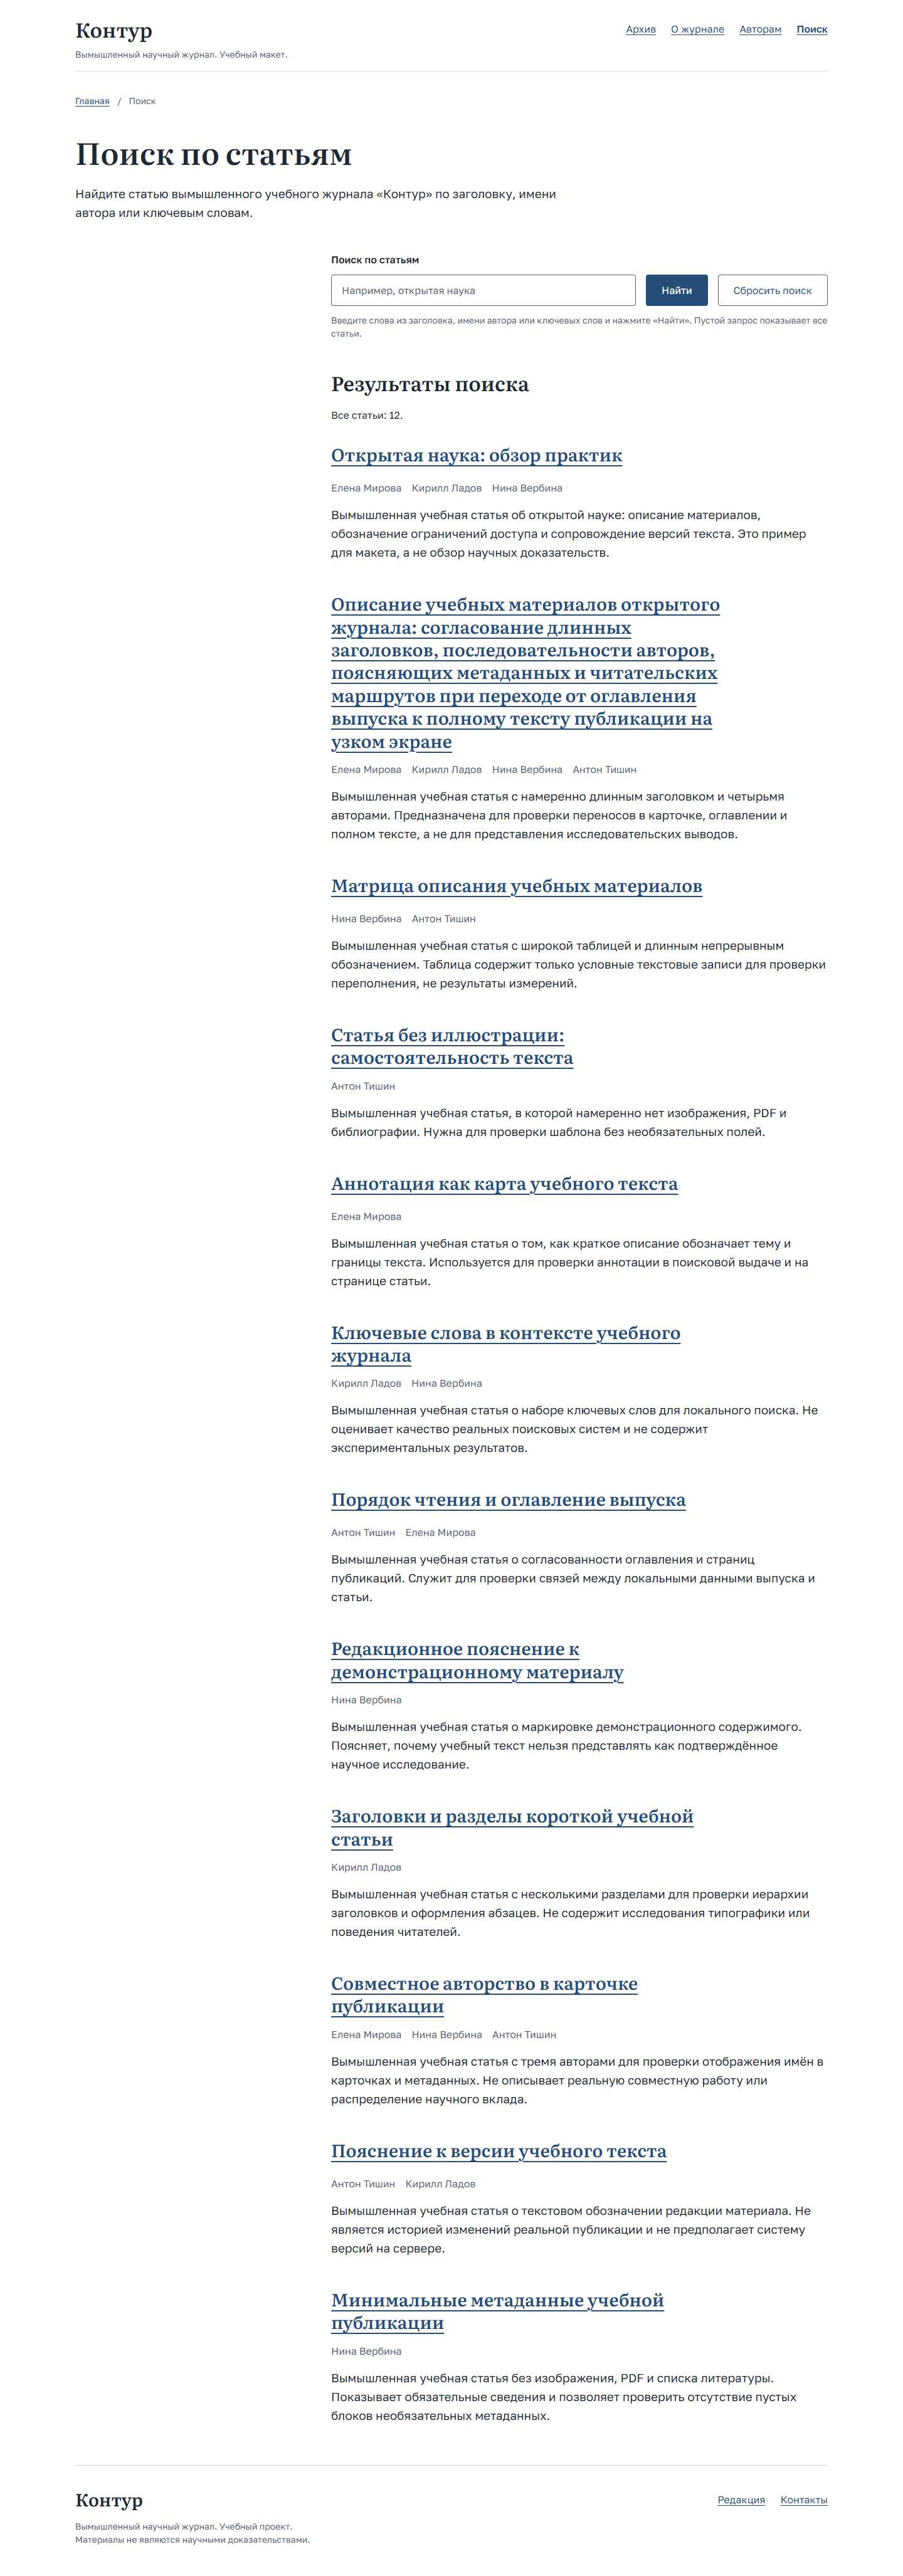 Контур
Архив О журнале Авторам Поиск
Вымышленный научный журнал. Учебный макет.
Главная / Поиск
Поиск по статьям
Найдите статью вымышленного учебного журнала «Контур» по заголовку, имени
автора или ключевым словам.
Поиск по статьям
Например, открытая наука
Найти
Сбросить поиск
Введите слова из заголовка, имени автора или ключевых слов и нажмите «Найти». Пустой запрос показывает все
статьи.
Результаты поиска
Все статьи: 12.
Открытая наука: обзор практик
Елена Мирова Кирилл Ладов Нина Вербина
Вымышленная учебная статья об открытой науке: описание материалов,
обозначение ограничений доступа и сопровождение версий текста. Это пример
для макета, а не обзор научных доказательств.
Описание учебных материалов открытого
журнала: согласование длинных
заголовков, последовательности авторов,
поясняющих метаданных и читательских
маршрутов при переходе от оглавления
выпуска к полному тексту публикации на
узком экране
Елена Мирова Кирилл Ладов Нина Вербина Антон Тишин
Вымышленная учебная статья с намеренно длинным заголовком и четырьмя
авторами. Предназначена для проверки переносов в карточке, оглавлении и
полном тексте, а не для представления исследовательских выводов.
Матрица описания учебных материалов
Нина Вербина Антон Тишин
Вымышленная учебная статья с широкой таблицей и длинным непрерывным
обозначением. Таблица содержит только условные текстовые записи для проверки
переполнения, не результаты измерений.
Статья без иллюстрации:
самостоятельность текста
Антон Тишин
Вымышленная учебная статья, в которой намеренно нет изображения, PDF и
библиографии. Нужна для проверки шаблона без необязательных полей.
Аннотация как карта учебного текста
Елена Мирова
Вымышленная учебная статья о том, как краткое описание обозначает тему и
границы текста. Используется для проверки аннотации в поисковой выдаче и на
странице статьи.
Ключевые слова в контексте учебного
журнала
Кирилл Ладов Нина Вербина
Вымышленная учебная статья о наборе ключевых слов для локального поиска. Не
оценивает качество реальных поисковых систем и не содержит
экспериментальных результатов.
Порядок чтения и оглавление выпуска
Антон Тишин Елена Мирова
Вымышленная учебная статья о согласованности оглавления и страниц
публикаций. Служит для проверки связей между локальными данными выпуска и
статьи.
Редакционное пояснение к
демонстрационному материалу
Нина Вербина
Вымышленная учебная статья о маркировке демонстрационного содержимого.
Поясняет, почему учебный текст нельзя представлять как подтверждённое
научное исследование.
Заголовки и разделы короткой учебной
статьи
Кирилл Ладов
Вымышленная учебная статья с несколькими разделами для проверки иерархии
заголовков и оформления абзацев. Не содержит исследования типографики или
поведения читателей.
Совместное авторство в карточке
публикации
Елена Мирова Нина Вербина Антон Тишин
Вымышленная учебная статья с тремя авторами для проверки отображения имён в
карточках и метаданных. Не описывает реальную совместную работу или
распределение научного вклада.
Пояснение к версии учебного текста
Антон Тишин Кирилл Ладов
Вымышленная учебная статья о текстовом обозначении редакции материала. Не
является историей изменений реальной публикации и не предполагает систему
версий на сервере.
Минимальные метаданные учебной
публикации
Нина Вербина
Вымышленная учебная статья без изображения, PDF и списка литературы.
Показывает обязательные сведения и позволяет проверить отсутствие пустых
блоков необязательных метаданных.
Контур
Редакция Контакты
Вымышленный научный журнал. Учебный проект.
Материалы не являются научными доказательствами.